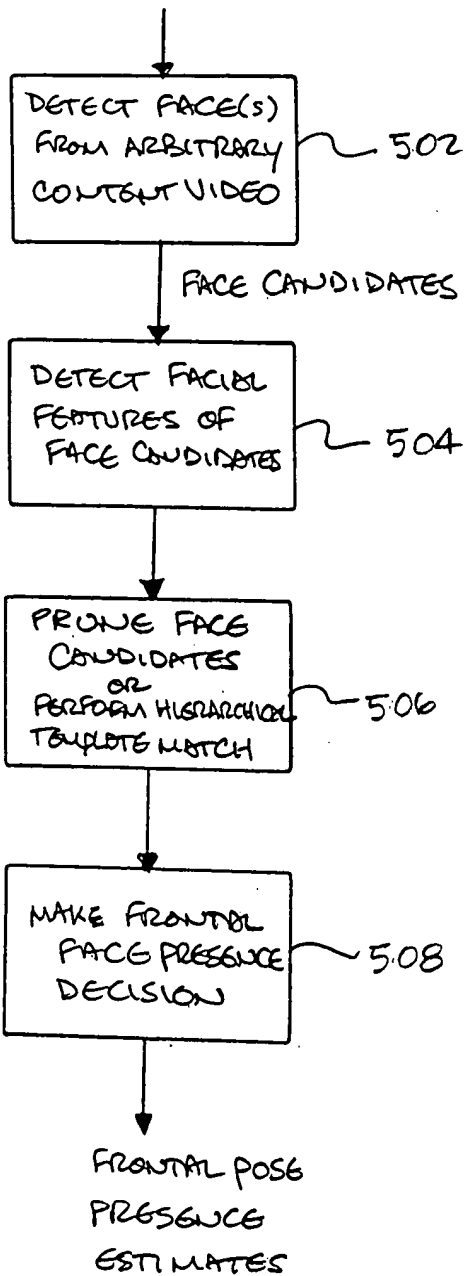 DETECT FACE(S)
FROM ARBITRARY
CONTENT VIDEO
502
FACE CANDIDATES
DETECT FACIAL
FEATURES OF
FACE CANDIDATES
504
PRUNE FACE
CANDIDATES
OR
PERFORM HIERARCHICAL
TEMPLATE MATCH
506
MAKE FRONTAL
FACE PRESENCE
DECISION
508
FRONTAL POSE
PRESENCE
ESTIMATES